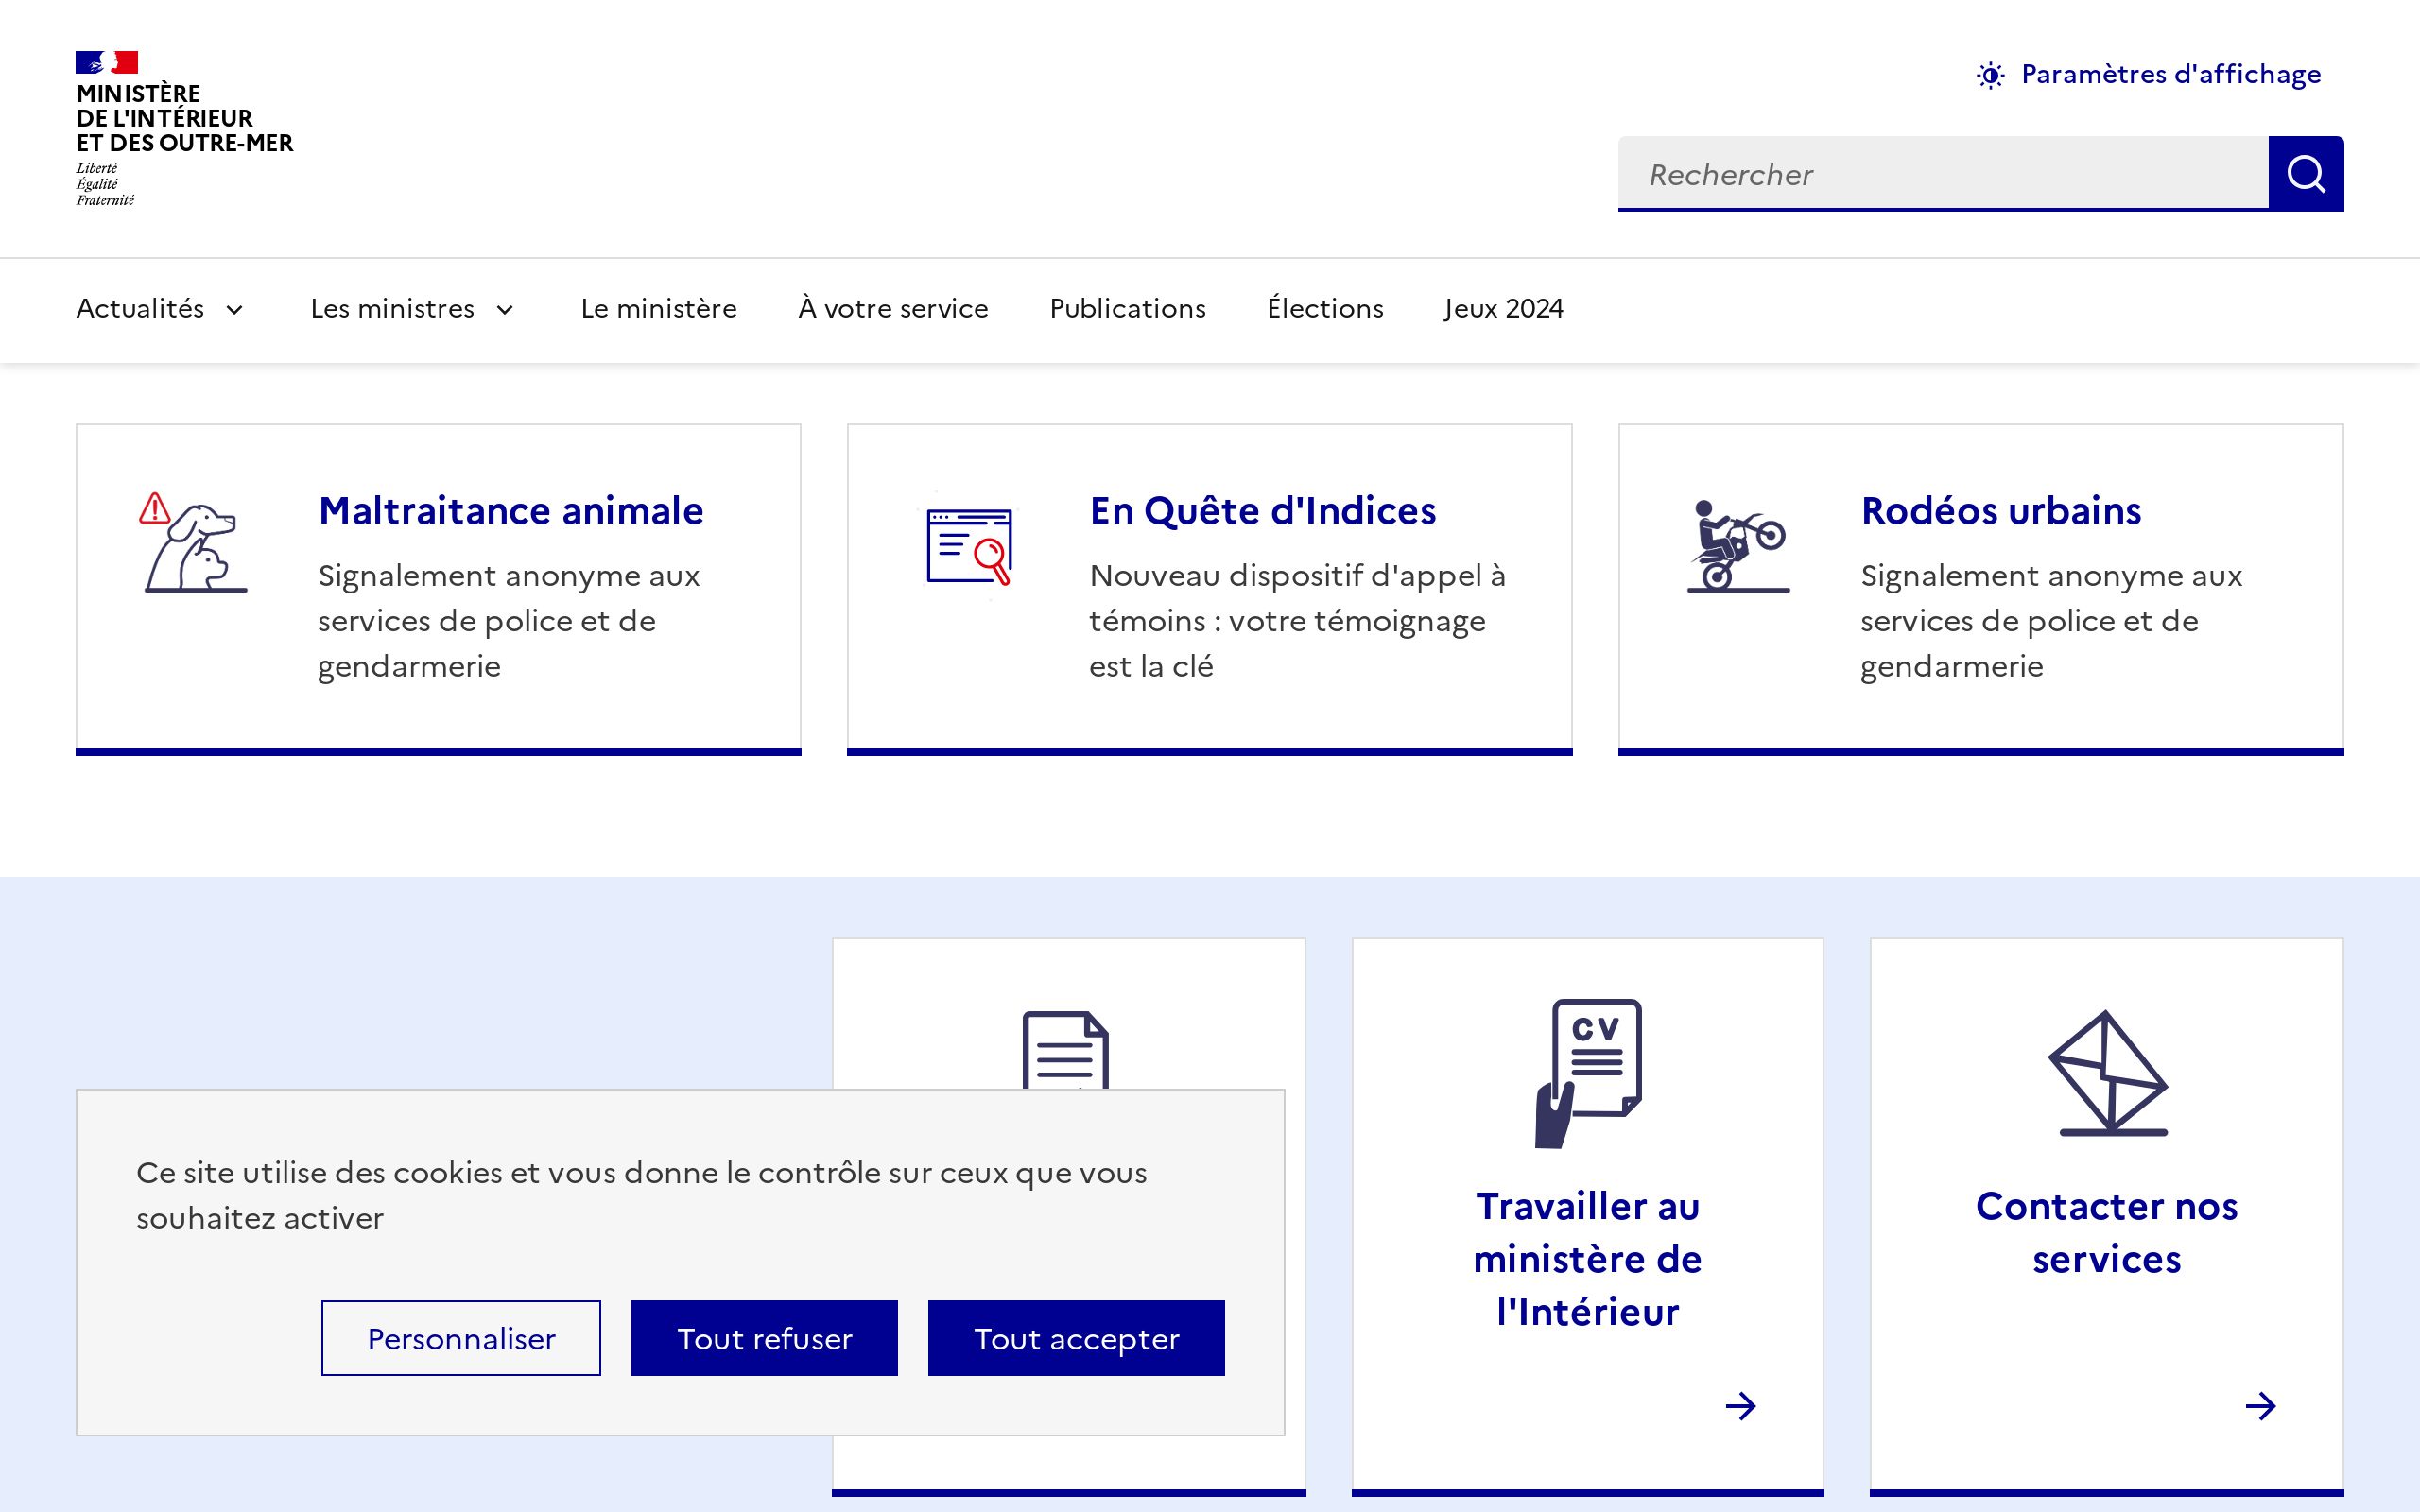 MINISTÈRE
DE L'INTÉRIEUR
ET DES OUTRE-MER
Liberté
Égalité
Fraternité
Paramètres d'affichage
Rechercher
Actualités
Les ministres
Le ministère
À votre service
Publications
Élections
Jeux 2024
Maltraitance animale
Signalement anonyme aux
services de police et de
gendarmerie
En Quête d'Indices
Nouveau dispositif d'appel à
témoins : votre témoignage
est la clé
Rodéos urbains
Signalement anonyme aux
services de police et de
gendarmerie
CV
Travailler au
ministère de
l'Intérieur
Contacter nos
services
Ce site utilise des cookies et vous donne le contrôle sur ceux que vous
souhaitez activer
Personnaliser
Tout refuser
Tout accepter